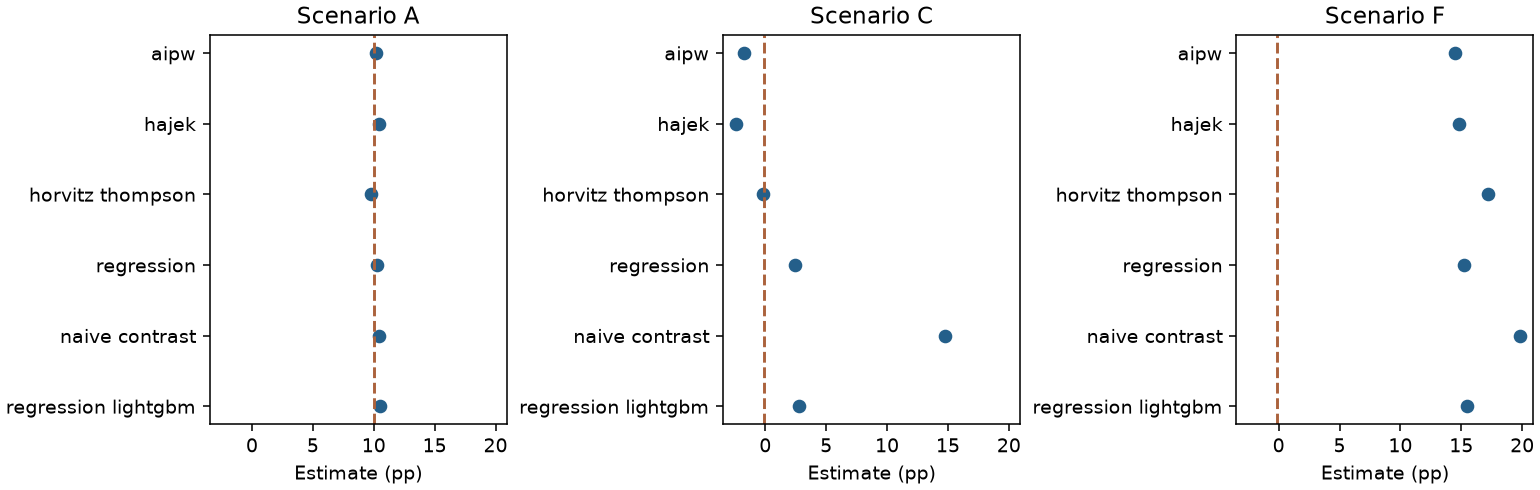 Scenario A
aipw
hajek
horvitz thompson
regression
naive contrast
regression lightgbm
0 5 10 15 20
Estimate (pp)
Scenario C
aipw
hajek
horvitz thompson
regression
naive contrast
regression lightgbm
0 5 10 15 20
Estimate (pp)
Scenario F
aipw
hajek
horvitz thompson
regression
naive contrast
regression lightgbm
0 5 10 15 20
Estimate (pp)